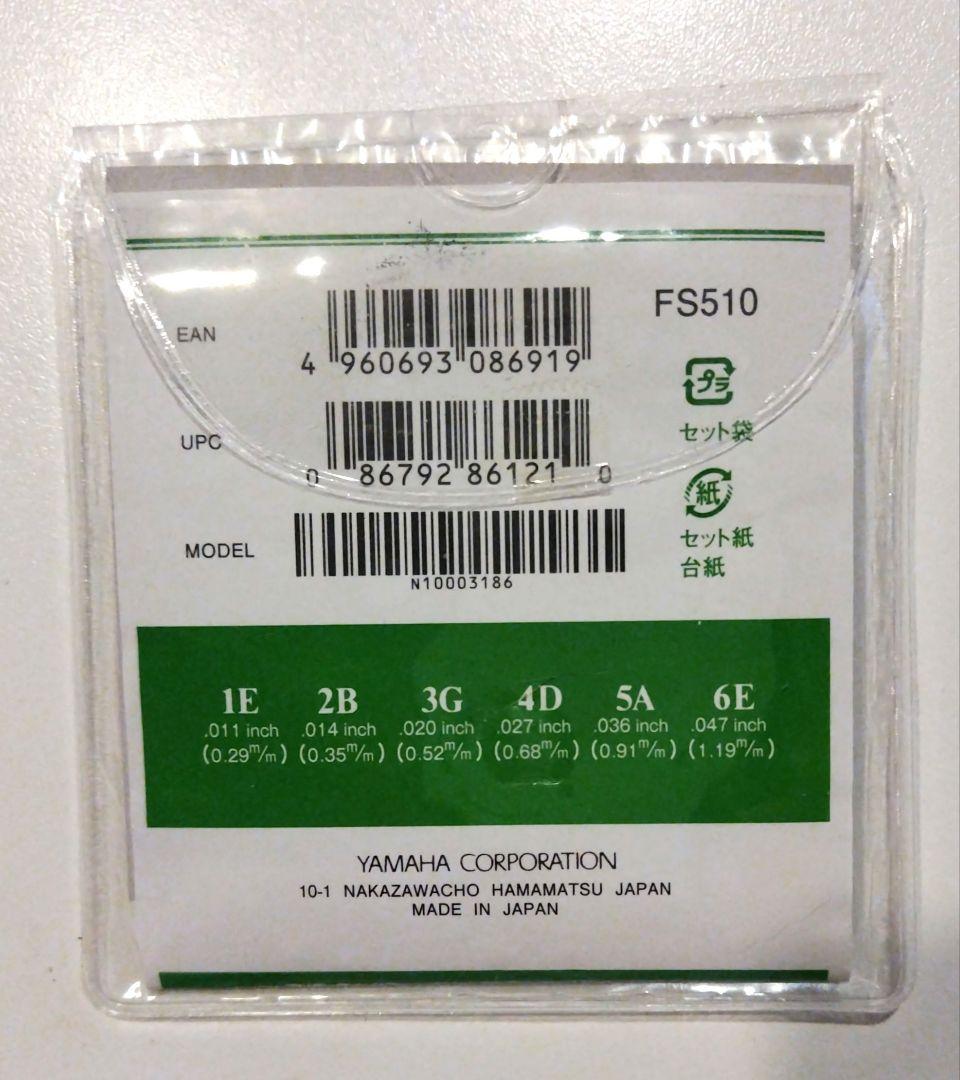 FS510
EAN
4 960693 086919
プラ
セット袋
UPC
0 86792 86121 0
紙
セット紙
台紙
MODEL
N10003186
1E 2B 3G 4D 5A 6E
.011 inch .014 inch .020 inch .027 inch .036 inch .047 inch
(0.29m/m) (0.35m/m) (0.52m/m) (0.68m/m) (0.91m/m) (1.19m/m)
YAMAHA CORPORATION
10-1 NAKAZAWACHO HAMAMATSU JAPAN
MADE IN JAPAN